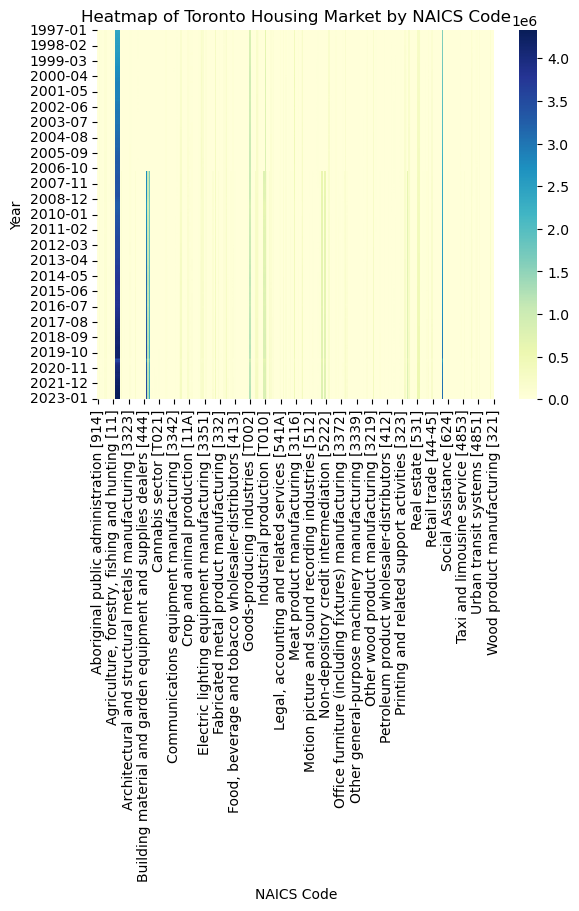 Heatmap of Toronto Housing Market by NAICS Code
1e6
1997-01
1998-02
1999-03
2000-04
2001-05
2002-06
2003-07
2004-08
2005-09
2006-10
2007-11
2008-12
2010-01
2011-02
2012-03
2013-04
2014-05
2015-06
2016-07
2017-08
2018-09
2019-10
2020-11
2021-12
2023-01
Year
4.0
3.5
3.0
2.5
2.0
1.5
1.0
0.5
0.0
Aboriginal public administration [914]
Agriculture, forestry, fishing and hunting [11]
Architectural and structural metals manufacturing [3323]
Building material and garden equipment and supplies dealers [444]
Cannabis sector [T021]
Communications equipment manufacturing [3342]
Crop and animal production [11A]
Electric lighting equipment manufacturing [3351]
Fabricated metal product manufacturing [332]
Food, beverage and tobacco wholesaler-distributors [413]
Goods-producing industries [T002]
Industrial production [T010]
Legal, accounting and related services [541A]
Meat product manufacturing [3116]
Motion picture and sound recording industries [512]
Non-depository credit intermediation [5222]
Office furniture (including fixtures) manufacturing [3372]
Other general-purpose machinery manufacturing [3339]
Other wood product manufacturing [3219]
Petroleum product wholesaler-distributors [412]
Printing and related support activities [323]
Real estate [531]
Retail trade [44-45]
Social Assistance [624]
Taxi and limousine service [4853]
Urban transit systems [4851]
Wood product manufacturing [321]
NAICS Code